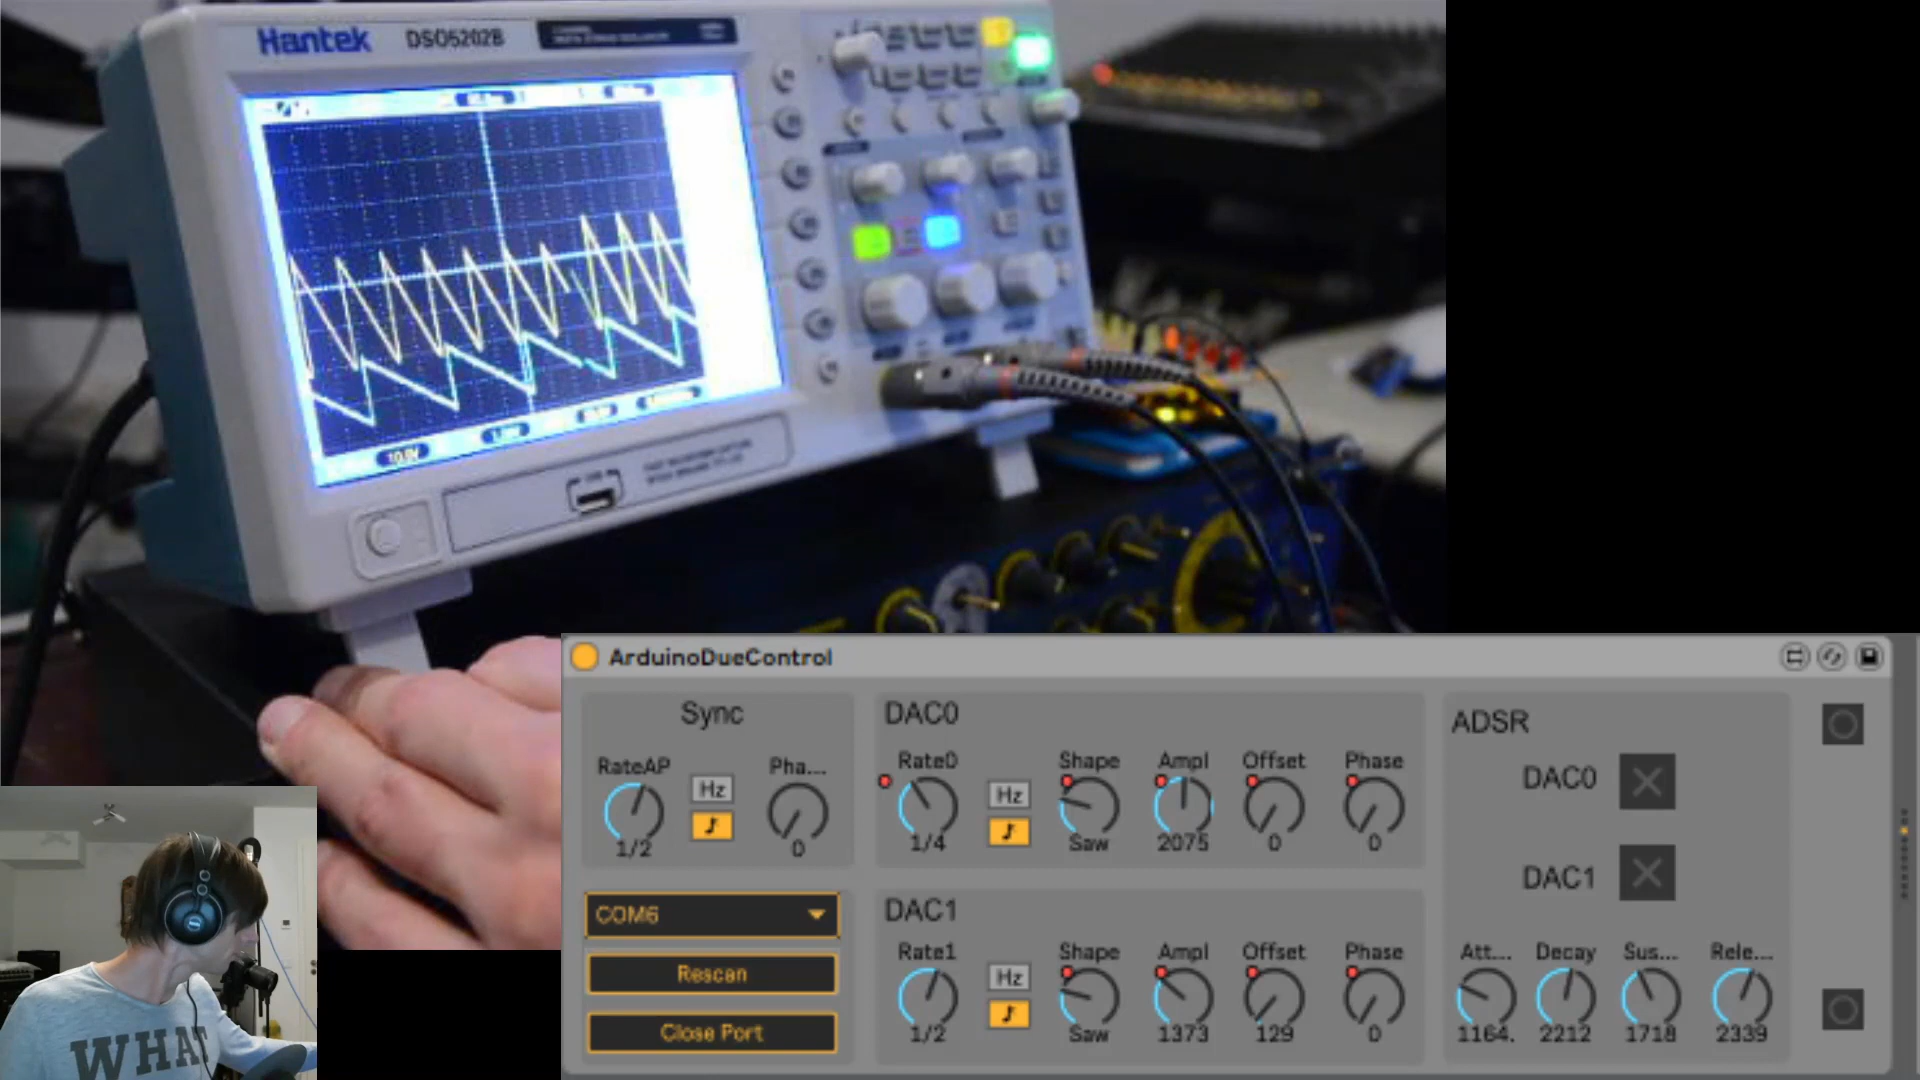 Hantek DSO5202B
10.0V
ArduinoDueControl
Sync
RateAP
Hz
Pha...
1/2
0
COM6
Rescan
Close Port
DAC0
Rate0
Hz
Shape
Ampl
Offset
Phase
1/4
Saw
2075
0
0
DAC1
Rate1
Hz
Shape
Ampl
Offset
Phase
1/2
Saw
1373
129
0
ADSR
DAC0
DAC1
Att...
Decay
Sus...
Rele...
1164.
2212
1718
2339
WHAT